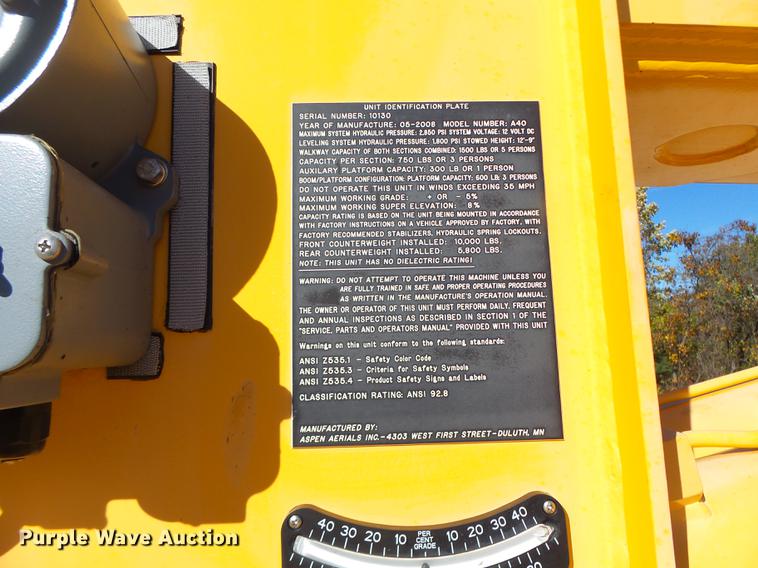 UNIT IDENTIFICATION PLATE
SERIAL NUMBER: 10130
YEAR OF MANUFACTURE: 05-2008 MODEL NUMBER: A40
MAXIMUM SYSTEM HYDRAULIC PRESSURE: 2,850 PSI SYSTEM VOLTAGE: 12 VOLT DC
LEVELING SYSTEM HYDRAULIC PRESSURE: 1,800 PSI STOWED HEIGHT: 12'-9"
WALKWAY CAPACITY OF BOTH SECTIONS COMBINED: 1500 LBS OR 5 PERSONS
CAPACITY PER SECTION: 750 LBS OR 3 PERSONS
AUXILARY PLATFORM CAPACITY: 300 LB OR 1 PERSON
BOOM/PLATFORM CONFIGURATION: PLATFORM CAPACITY: 600 LB; 3 PERSONS
DO NOT OPERATE THIS UNIT IN WINDS EXCEEDING 35 MPH
MAXIMUM WORKING GRADE: + OR - 5%
MAXIMUM WORKING SUPER ELEVATION: 8%
CAPACITY RATING IS BASED ON THE UNIT BEING MOUNTED IN ACCORDANCE
WITH FACTORY INSTRUCTIONS ON A VEHICLE APPROVED BY FACTORY, WITH
FACTORY RECOMMENDED STABILIZERS, HYDRAULIC SPRING LOCKOUTS.
FRONT COUNTERWEIGHT INSTALLED: 10,000 LBS.
REAR COUNTERWEIGHT INSTALLED: 5,800 LBS.
NOTE: THIS UNIT HAS NO DIELECTRIC RATING!
WARNING: DO NOT ATTEMPT TO OPERATE THIS MACHINE UNLESS YOU
ARE FULLY TRAINED IN SAFE AND PROPER OPERATING PROCEDURES
AS WRITTEN IN THE MANUFACTURE'S OPERATION MANUAL.
THE OWNER OR OPERATOR OF THIS UNIT MUST PERFORM DAILY, FREQUENT
AND ANNUAL INSPECTIONS AS DESCRIBED IN SECTION 1 OF THE
"SERVICE, PARTS AND OPERATORS MANUAL" PROVIDED WITH THIS UNIT
Warnings on this unit conform to the following standards:
ANSI Z535.1 - Safety Color Code
ANSI Z535.3 - Criteria for Safety Symbols
ANSI Z535.4 - Product Safety Signs and Labels
CLASSIFICATION RATING: ANSI 92.8
MANUFACTURED BY:
ASPEN AERIALS INC.-4303 WEST FIRST STREET-DULUTH, MN
40 30 20 10 PER CENT GRADE 10 20 30 40
Purple Wave Auction